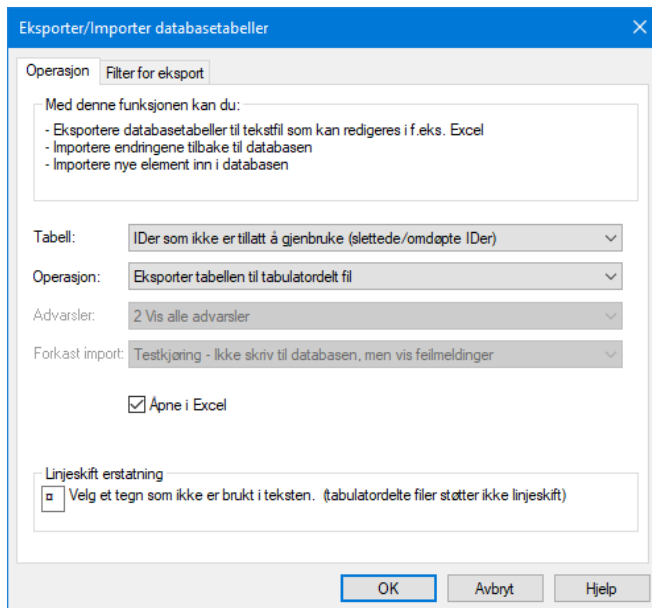 Eksporter/Importer databasetabeller
Operasjon
Filter for eksport
Med denne funksjonen kan du:
- Eksportere databasetabeller til tekstfil som kan redigeres i f.eks. Excel
- Importere endringene tilbake til databasen
- Importere nye element inn i databasen
Tabell:
IDer som ikke er tillatt å gjenbruke (slettede/omdøpte IDer)
Operasjon:
Eksporter tabellen til tabulatordelt fil
Advarsler:
2 Vis alle advarsler
Forkast import:
Testkjøring - Ikke skriv til databasen, men vis feilmeldinger
Åpne i Excel
Linjeskift erstatning
¤ Velg et tegn som ikke er brukt i teksten. (tabulatordelte filer støtter ikke linjeskift)
OK
Avbryt
Hjelp